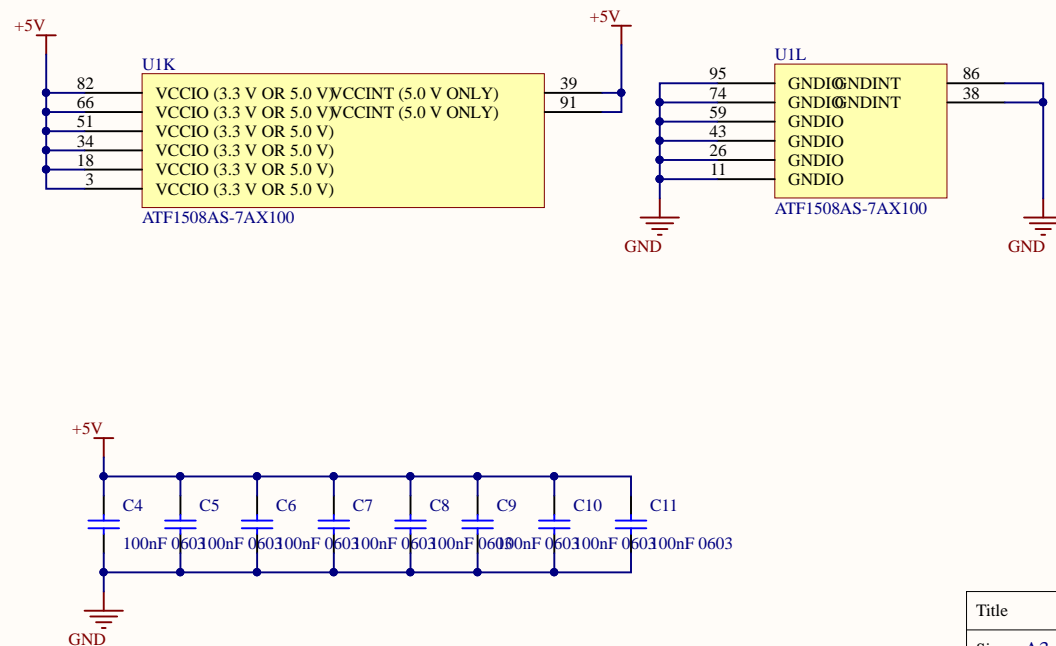 +5V
+5V
U1K
82 VCCIO (3.3 V OR 5.0 V) VCCINT (5.0 V ONLY) 39
66 VCCIO (3.3 V OR 5.0 V) VCCINT (5.0 V ONLY) 91
51 VCCIO (3.3 V OR 5.0 V)
34 VCCIO (3.3 V OR 5.0 V)
18 VCCIO (3.3 V OR 5.0 V)
3 VCCIO (3.3 V OR 5.0 V)
ATF1508AS-7AX100
U1L
95 GNDIO GNDINT 86
74 GNDIO GNDINT 38
59 GNDIO
43 GNDIO
26 GNDIO
11 GNDIO
ATF1508AS-7AX100
GND
GND
+5V
C4 C5 C6 C7 C8 C9 C10 C11
100nF 0603 100nF 0603 100nF 0603 100nF 0603 100nF 0603 100nF 0603 100nF 0603 100nF 0603
GND
Title